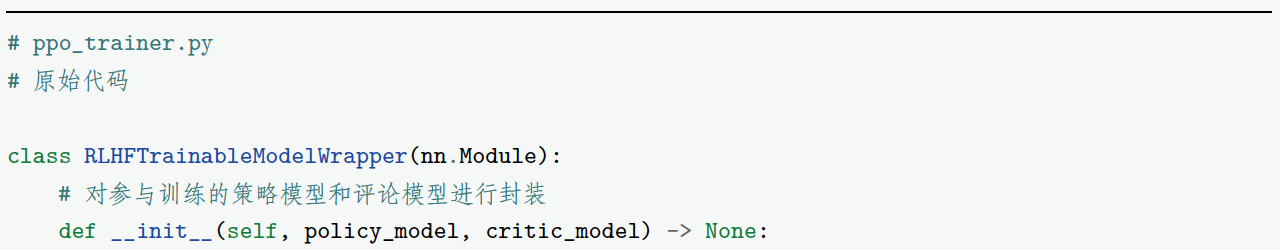 # ppo_trainer.py
# 原始代码
class RLHFTrainableModelWrapper(nn.Module):
    # 对参与训练的策略模型和评论模型进行封装
    def __init__(self, policy_model, critic_model) -> None: